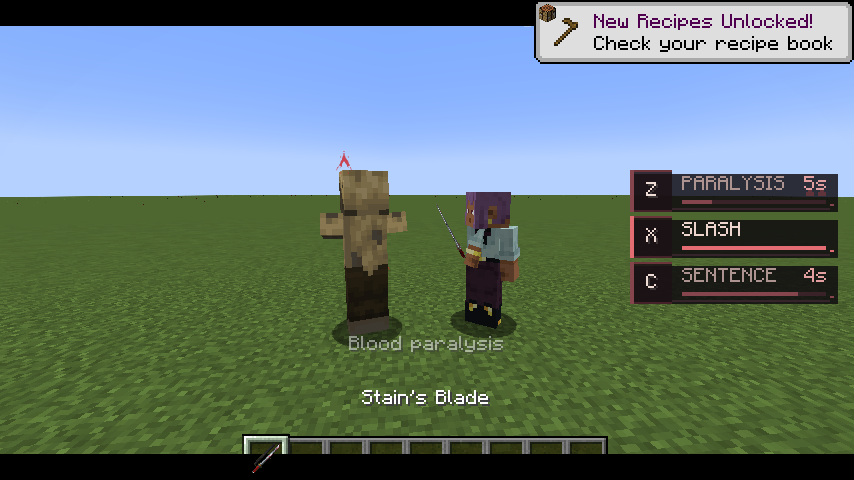 New Recipes Unlocked!
Check your recipe book
Z PARALYSIS 5s
X SLASH
C SENTENCE 4s
Blood paralysis
Stain's Blade